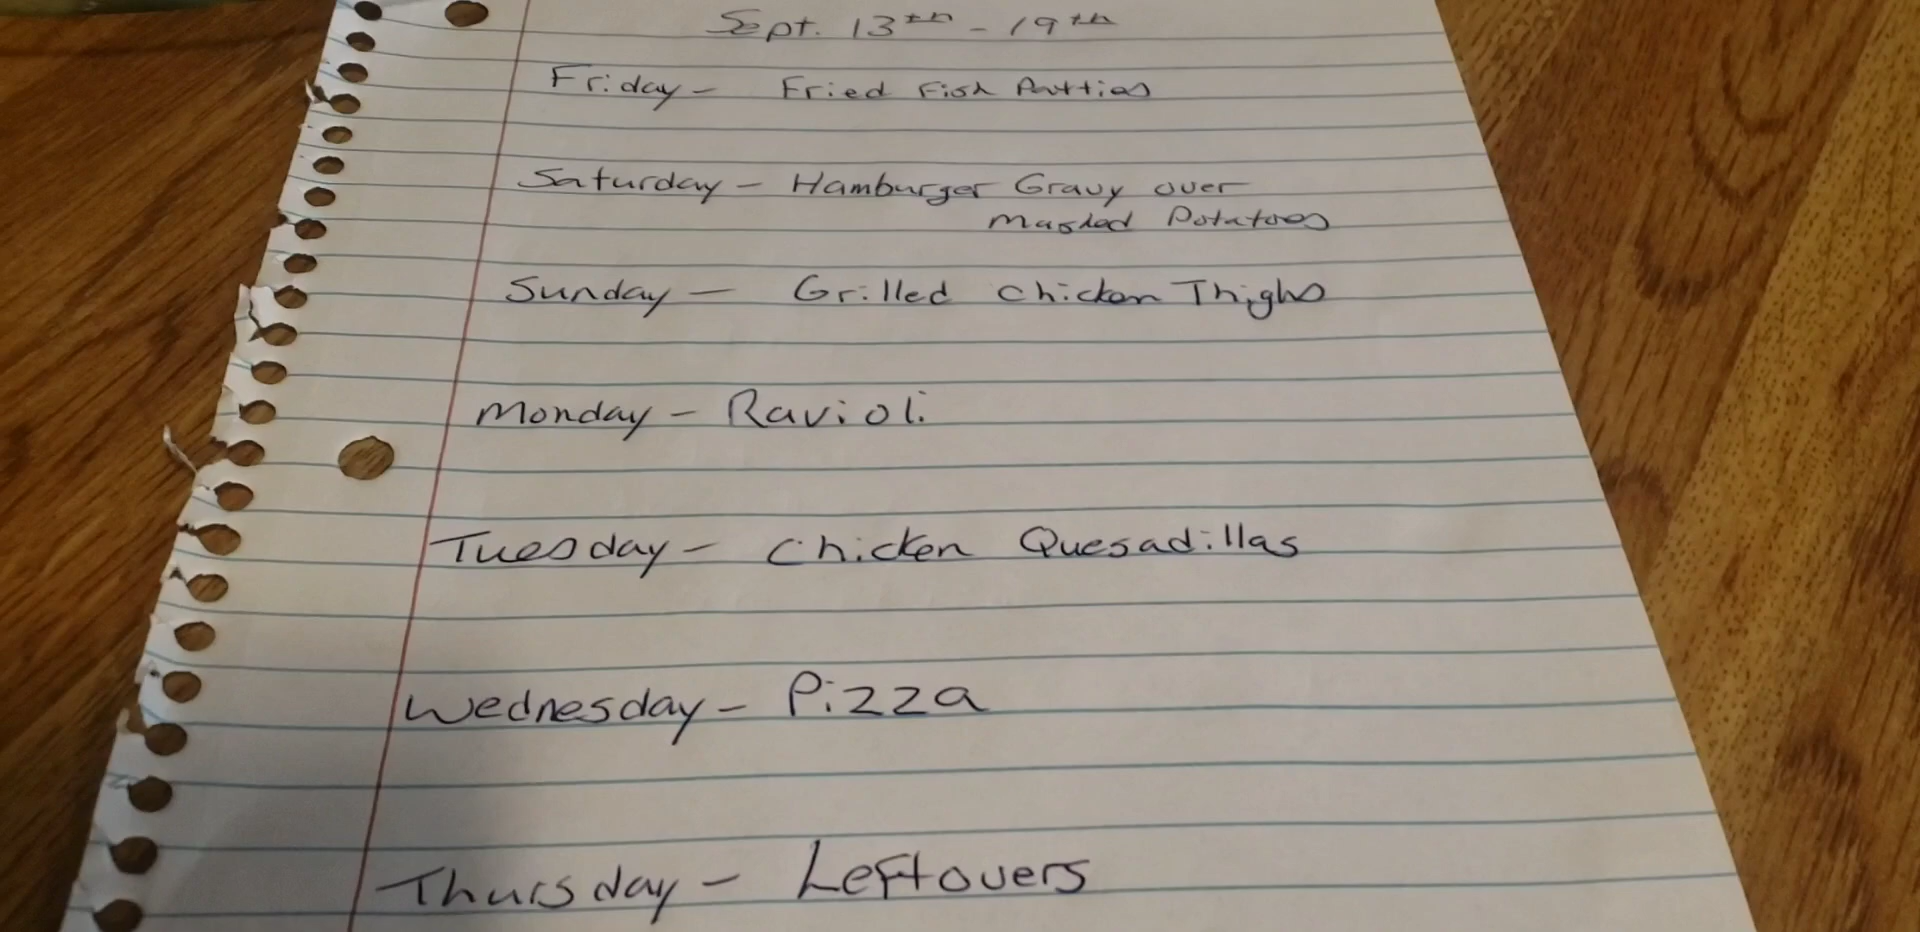 Sept. 13th - 19th
Friday - Fried Fish Patties
Saturday - Hamburger Gravy over
Mashed Potatoes
Sunday - Grilled Chicken Thighs
Monday - Ravioli
Tuesday - Chicken Quesadillas
Wednesday - Pizza
Thursday - Leftovers